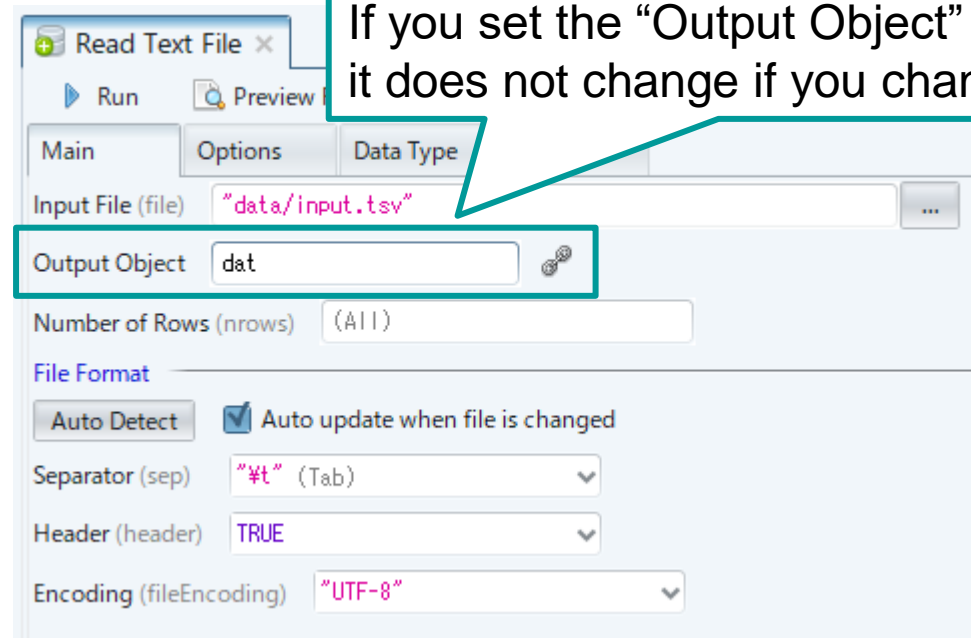 If you set the “Output Object”
it does not change if you
Read Text File ×
Run Preview
Main Options Data Type
Input File (file) "data/input.tsv" ...
Output Object dat
Number of Rows (nrows) (All)
File Format
Auto Detect Auto update when file is changed
Separator (sep) "¥t" (Tab)
Header (header) TRUE
Encoding (fileEncoding) "UTF-8"